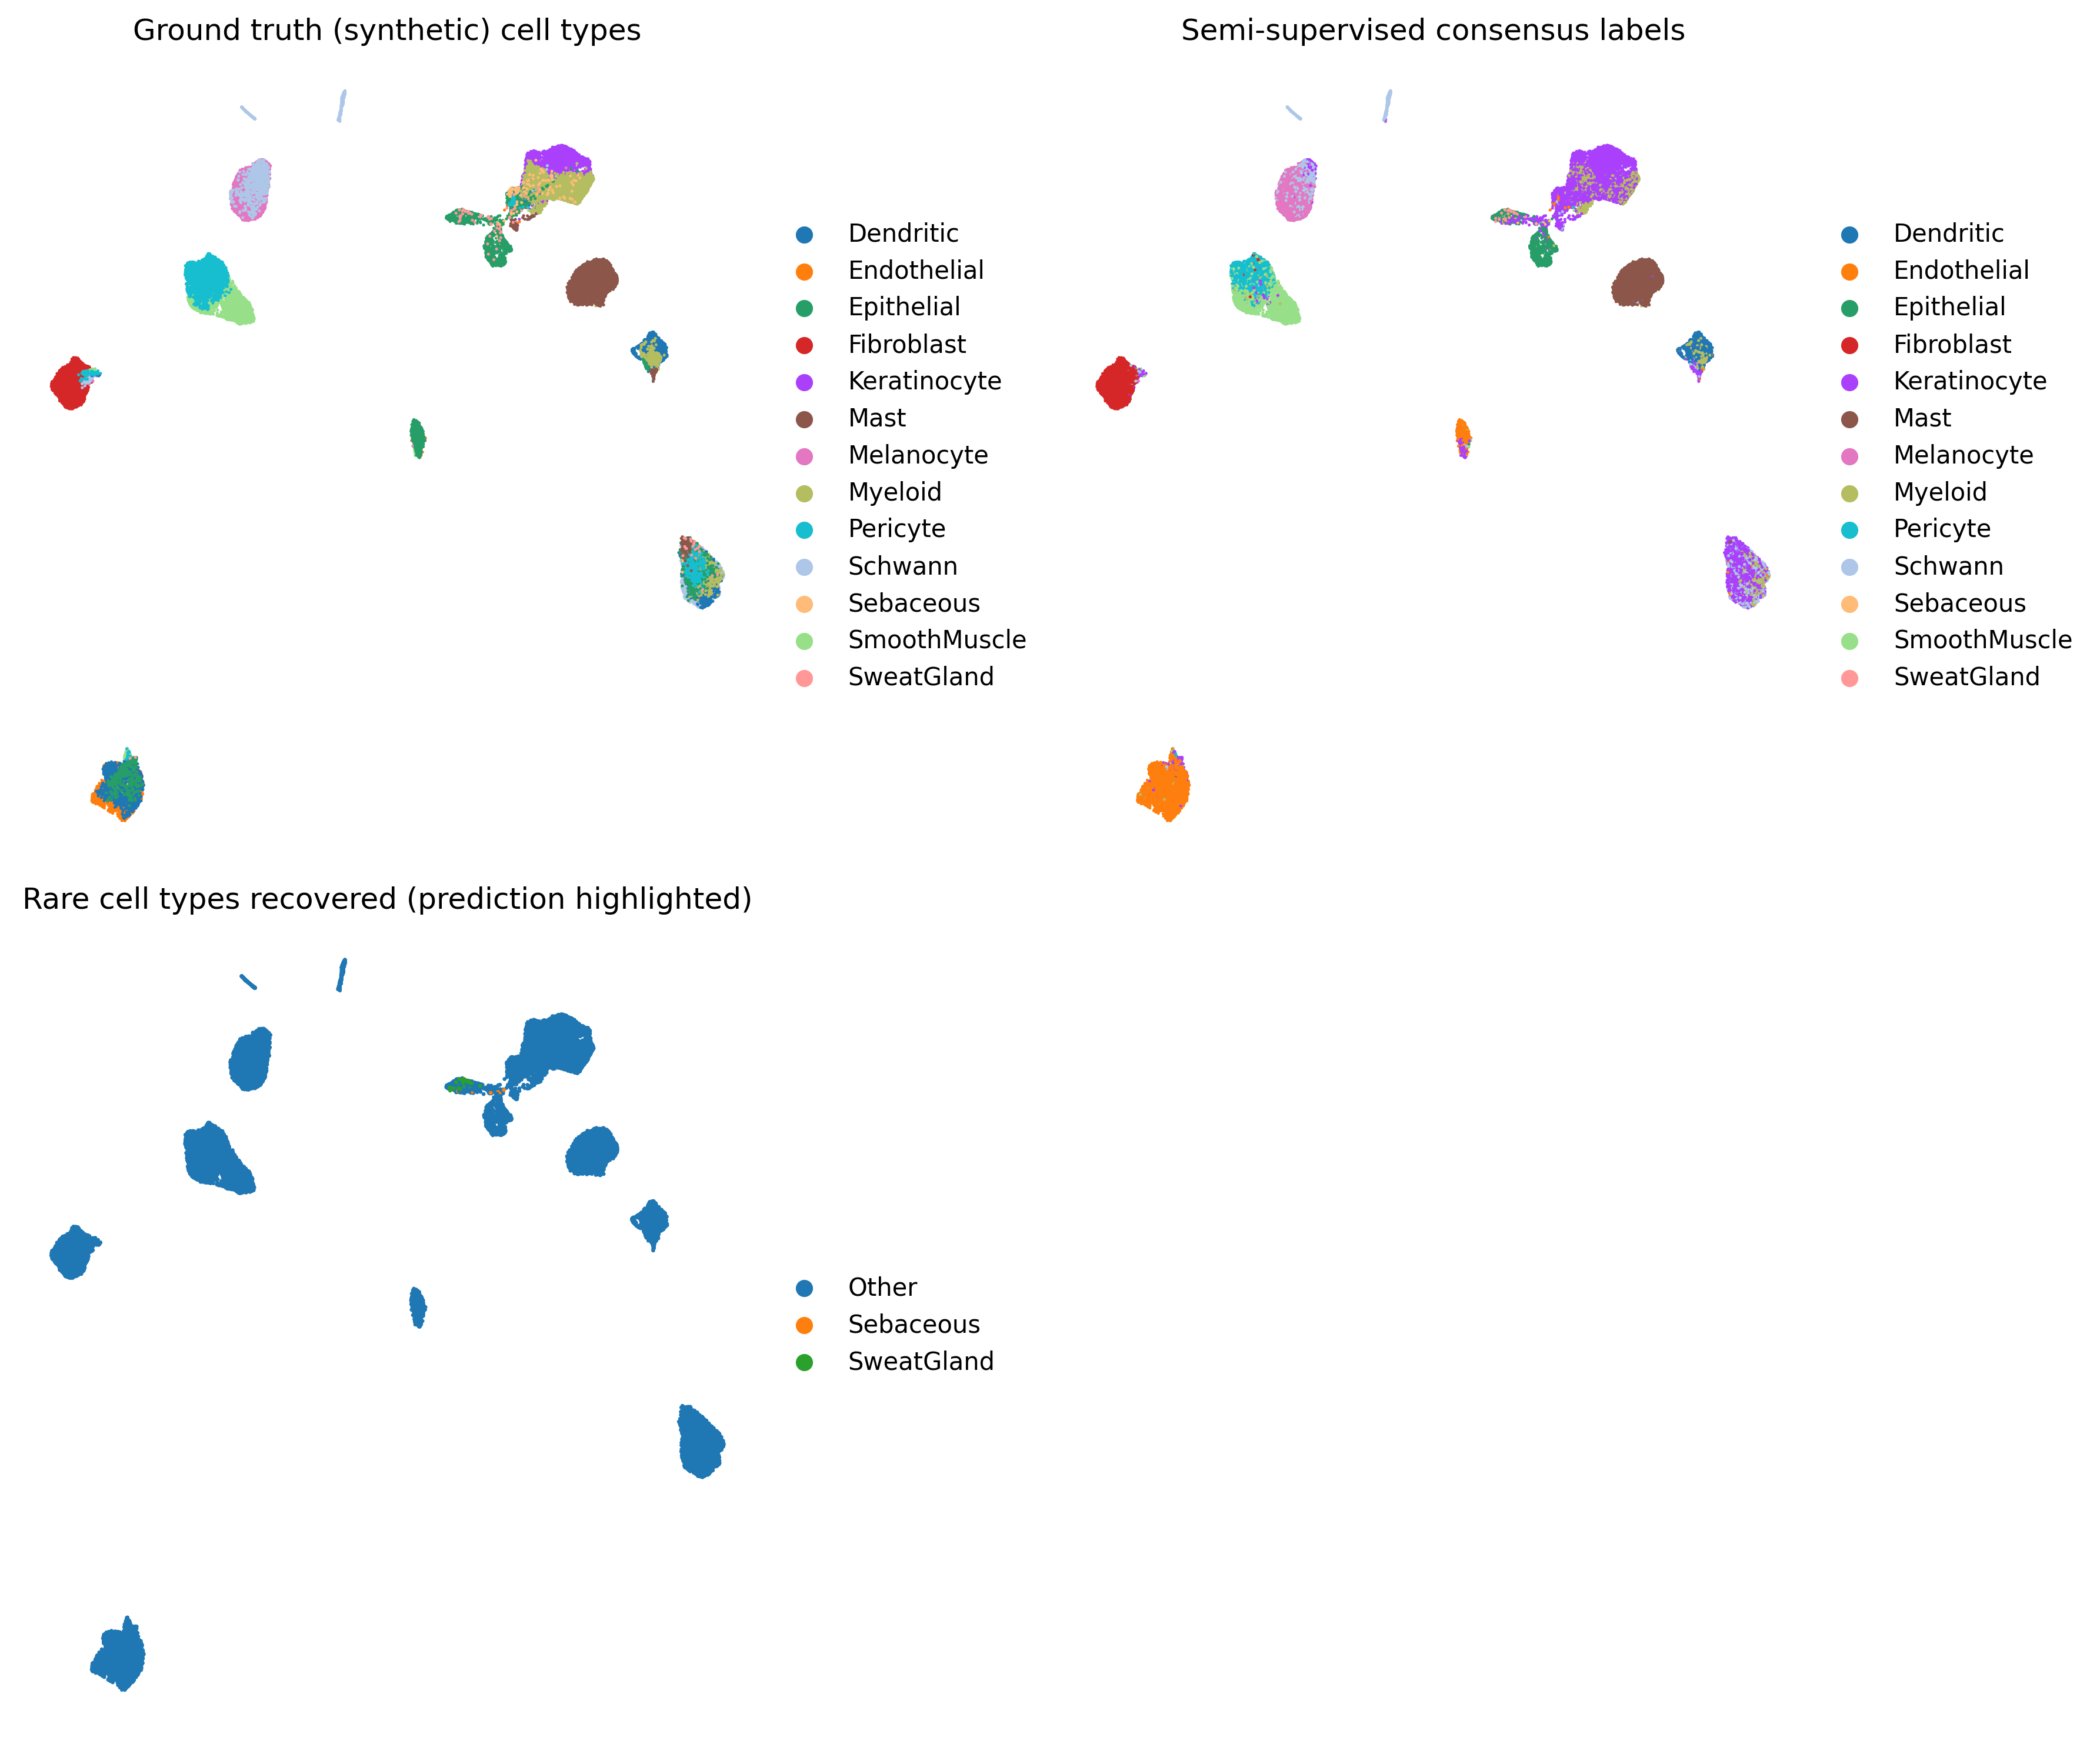 Ground truth (synthetic) cell types
Dendritic
Endothelial
Epithelial
Fibroblast
Keratinocyte
Mast
Melanocyte
Myeloid
Pericyte
Schwann
Sebaceous
SmoothMuscle
SweatGland
Semi-supervised consensus labels
Dendritic
Endothelial
Epithelial
Fibroblast
Keratinocyte
Mast
Melanocyte
Myeloid
Pericyte
Schwann
Sebaceous
SmoothMuscle
SweatGland
Rare cell types recovered (prediction highlighted)
Other
Sebaceous
SweatGland